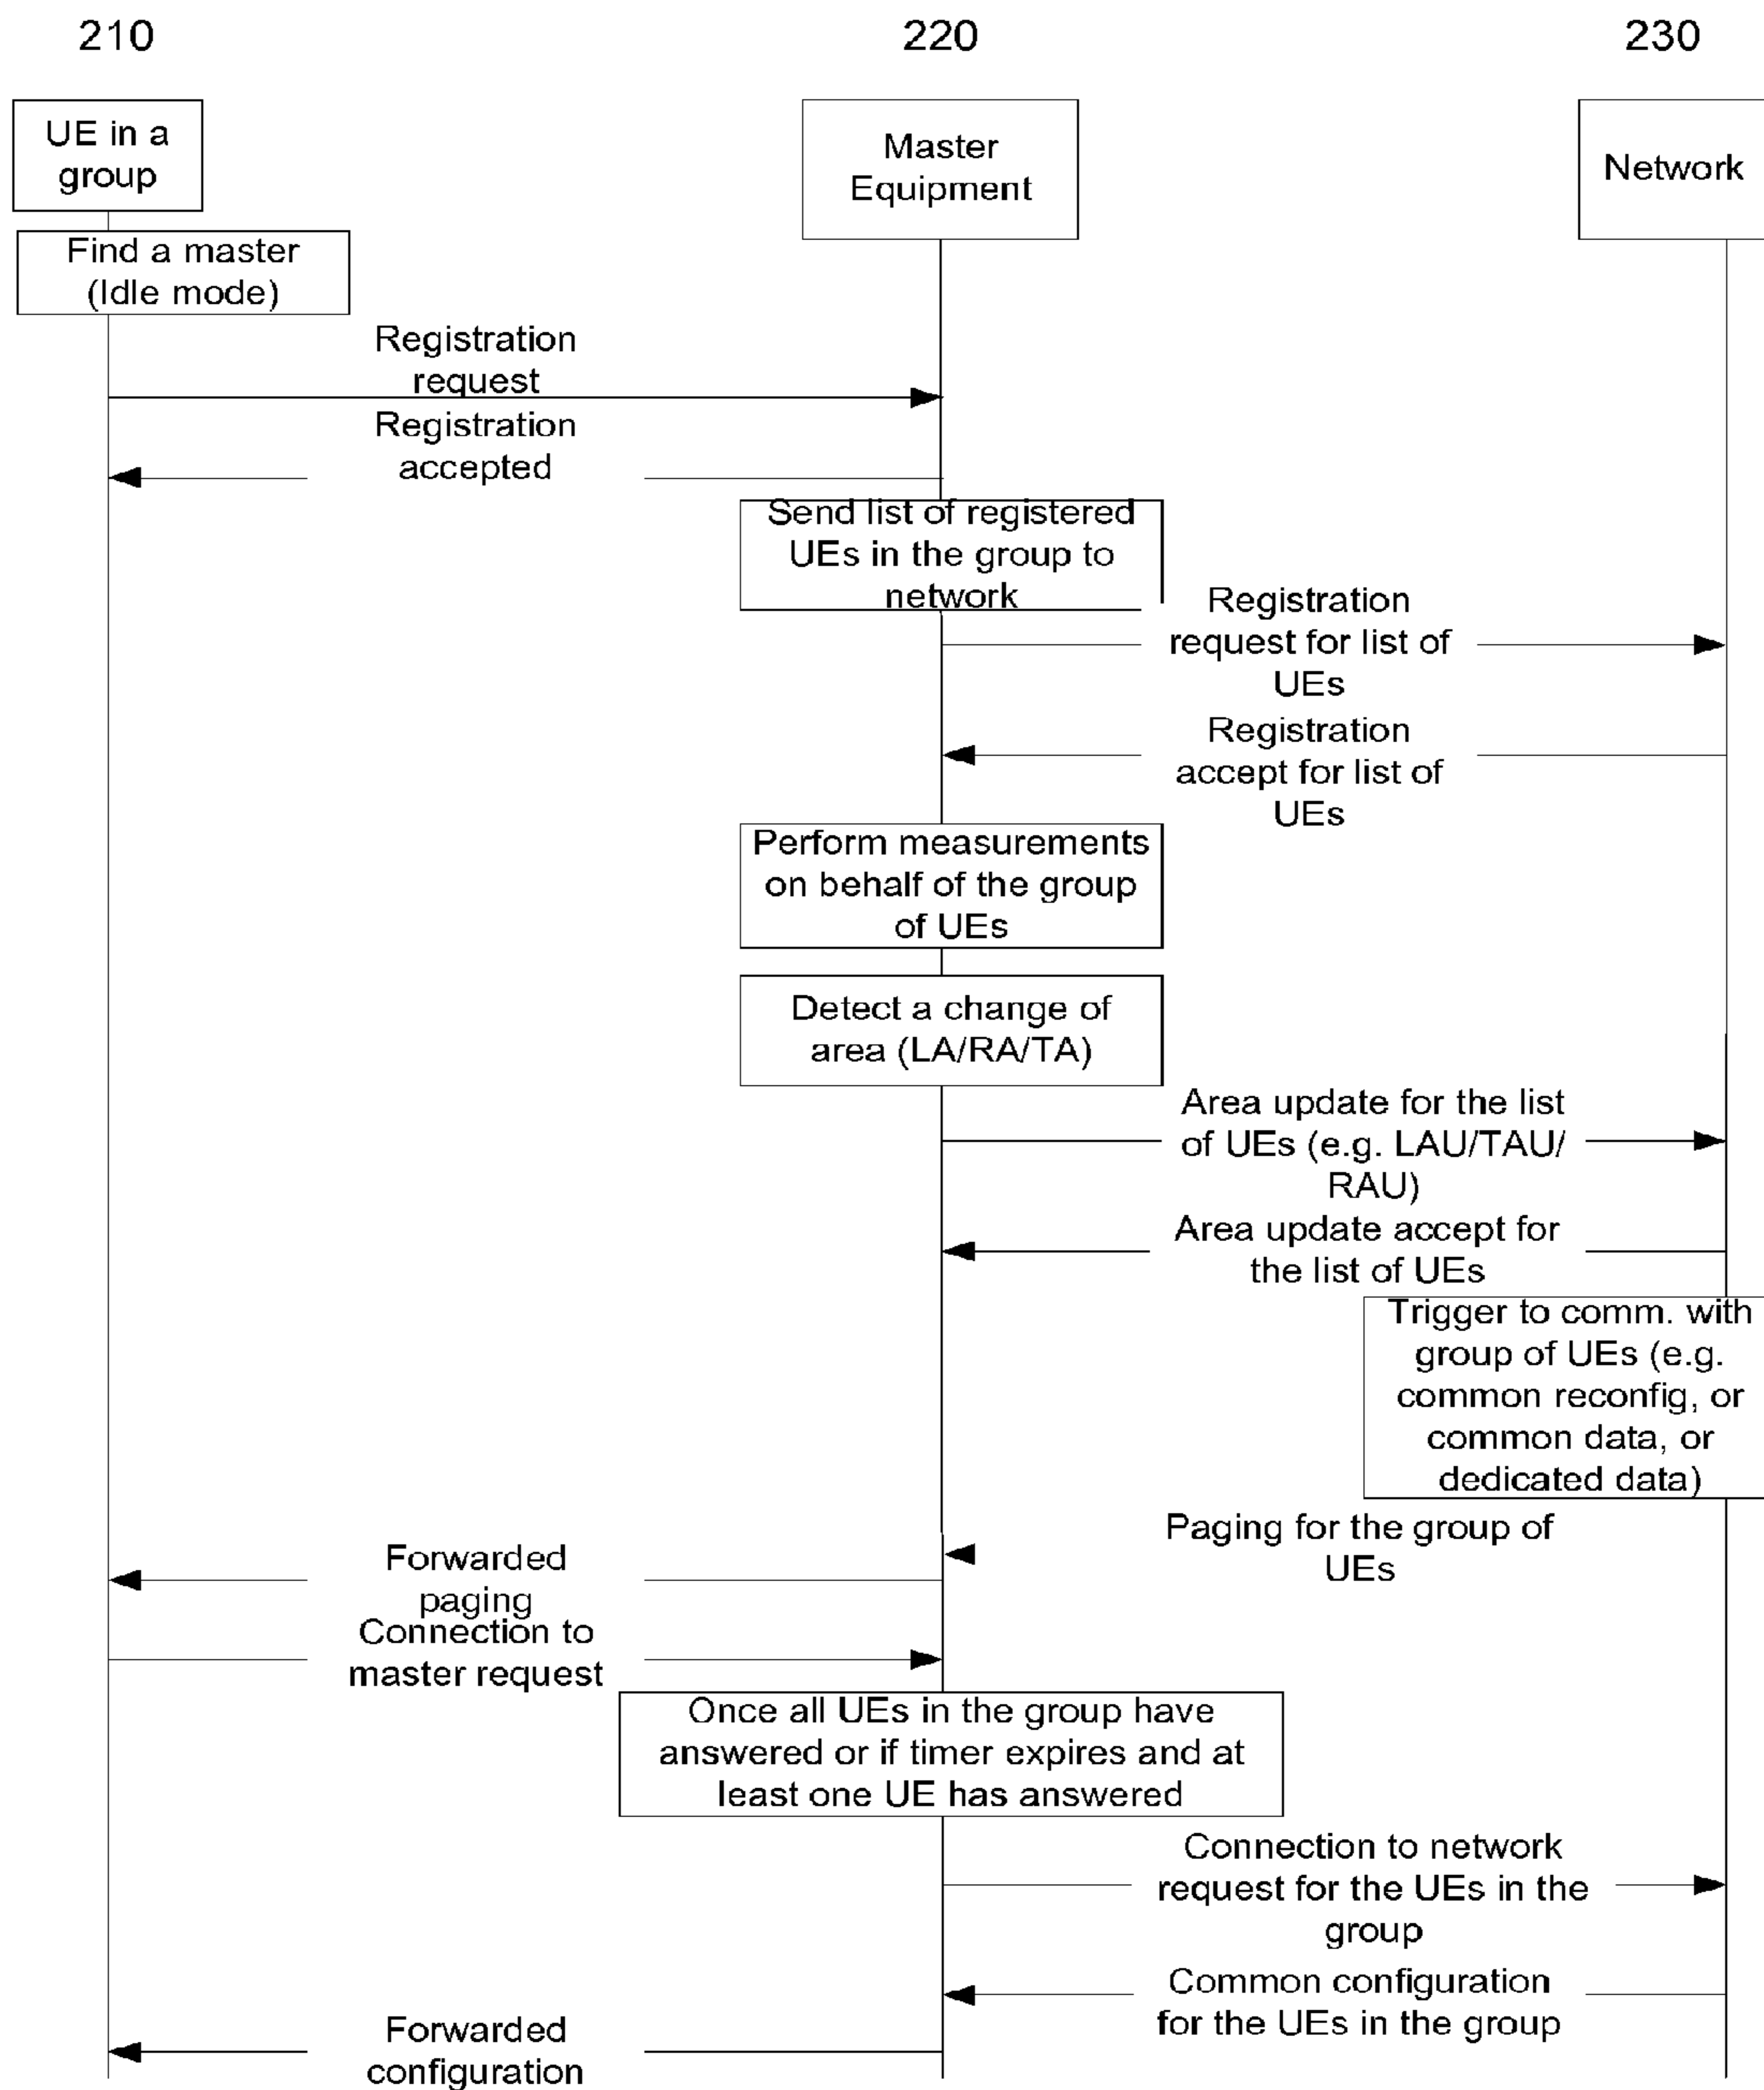 210
220
230
UE in a
group
Master
Equipment
Network
Find a master
(Idle mode)
Registration
request
Registration
accepted
Send list of registered
UEs in the group to
network
Registration
request for list of
UEs
Registration
accept for list of
UEs
Perform measurements
on behalf of the group
of UEs
Detect a change of
area (LA/RA/TA)
Area update for the list
of UEs (e.g. LAU/TAU/
RAU)
Area update accept for
the list of UEs
Trigger to comm. with
group of UEs (e.g.
common reconfig, or
common data, or
dedicated data)
Paging for the group of
UEs
Forwarded
paging
Connection to
master request
Once all UEs in the group have
answered or if timer expires and at
least one UE has answered
Connection to network
request for the UEs in the
group
Common configuration
for the UEs in the group
Forwarded
configuration